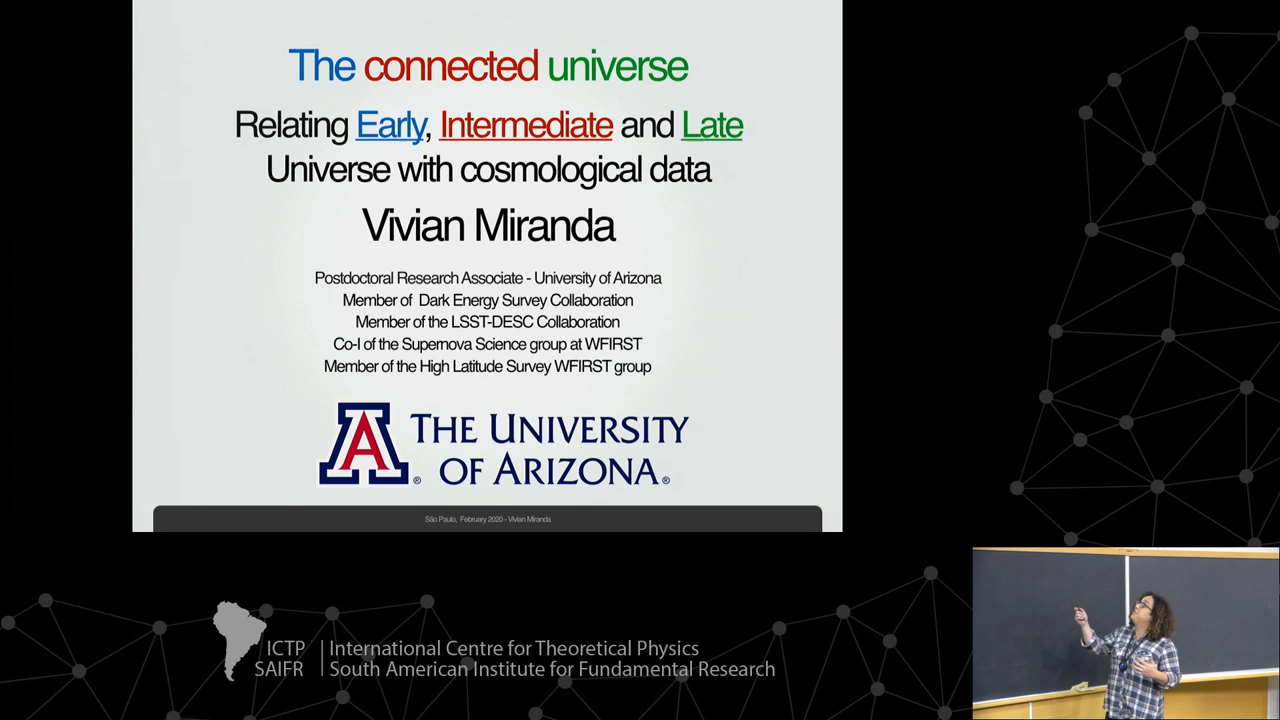 The connected universe
Relating Early, Intermediate and Late
Universe with cosmological data
Vivian Miranda
Postdoctoral Research Associate - University of Arizona
Member of Dark Energy Survey Collaboration
Member of the LSST-DESC Collaboration
Co-I of the Supernova Science group at WFIRST
Member of the High Latitude Survey WFIRST group
A® THE UNIVERSITY
OF ARIZONA®
São Paulo, February 2020 - Vivian Miranda
ICTP | International Centre for Theoretical Physics
SAIFR | South American Institute for Fundamental Research